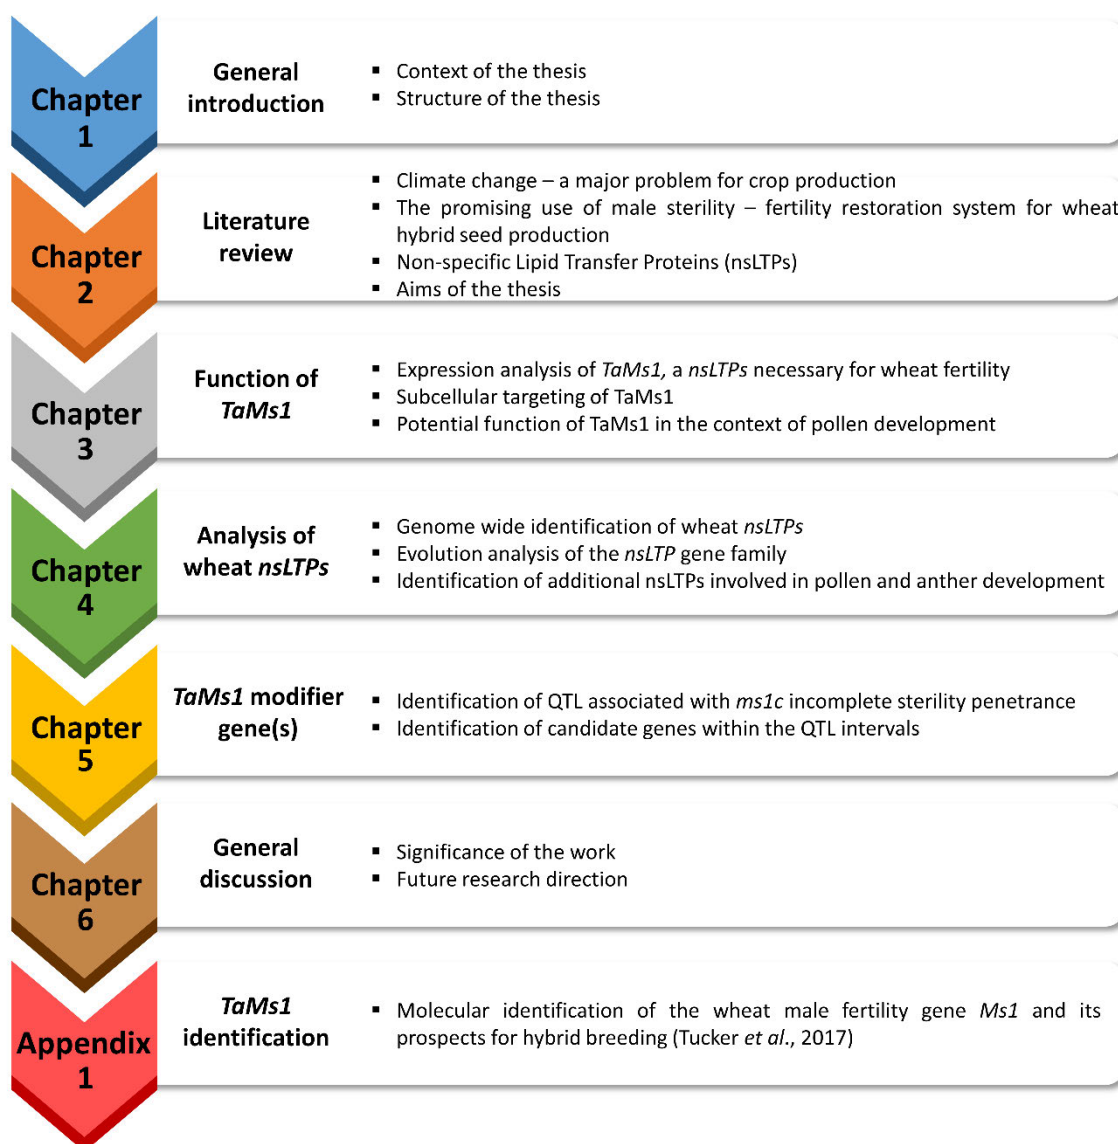 Chapter
1
General
introduction
▪ Context of the thesis
▪ Structure of the thesis
Chapter
2
Literature
review
▪ Climate change – a major problem for crop production
▪ The promising use of male sterility – fertility restoration system for wheat
hybrid seed production
▪ Non-specific Lipid Transfer Proteins (nsLTPs)
▪ Aims of the thesis
Chapter
3
Function of
TaMs1
▪ Expression analysis of TaMs1, a nsLTPs necessary for wheat fertility
▪ Subcellular targeting of TaMs1
▪ Potential function of TaMs1 in the context of pollen development
Chapter
4
Analysis of
wheat nsLTPs
▪ Genome wide identification of wheat nsLTPs
▪ Evolution analysis of the nsLTP gene family
▪ Identification of additional nsLTPs involved in pollen and anther development
Chapter
5
TaMs1 modifier
gene(s)
▪ Identification of QTL associated with ms1c incomplete sterility penetrance
▪ Identification of candidate genes within the QTL intervals
Chapter
6
General
discussion
▪ Significance of the work
▪ Future research direction
Appendix
1
TaMs1
identification
▪ Molecular identification of the wheat male fertility gene Ms1 and its
prospects for hybrid breeding (Tucker et al., 2017)